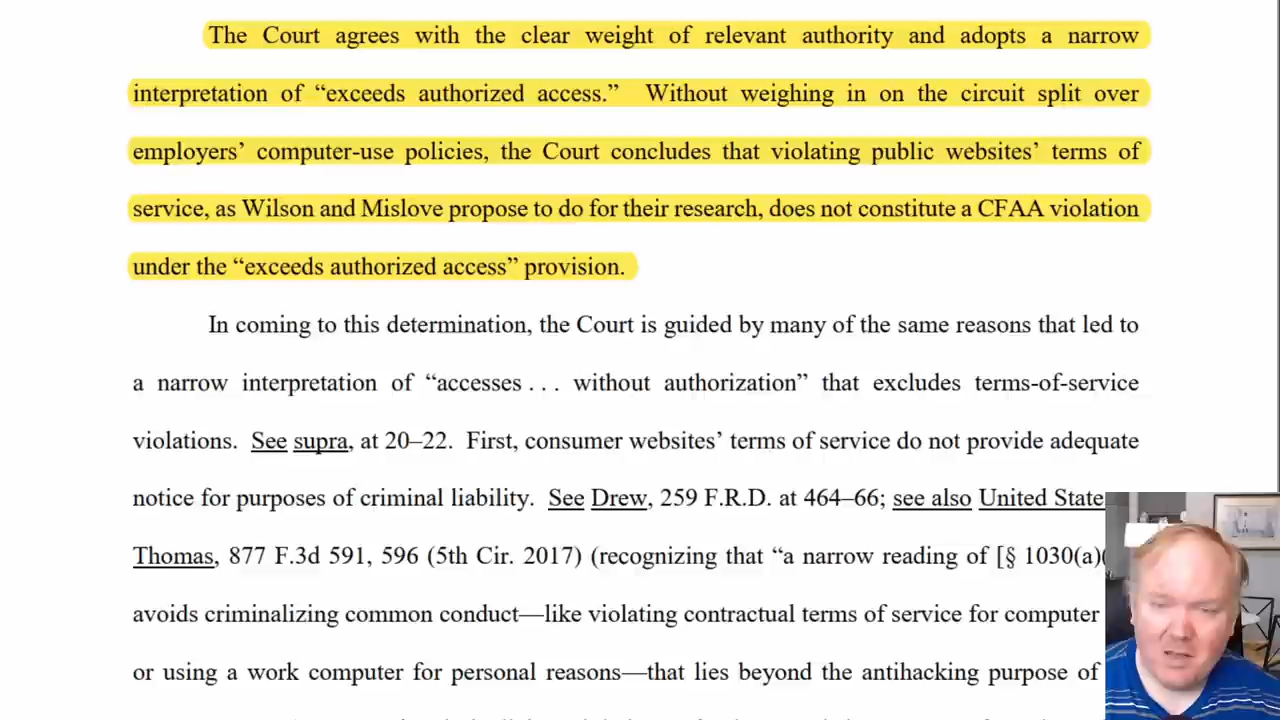 The Court agrees with the clear weight of relevant authority and adopts a narrow
interpretation of “exceeds authorized access.” Without weighing in on the circuit split over
employers’ computer-use policies, the Court concludes that violating public websites’ terms of
service, as Wilson and Mislove propose to do for their research, does not constitute a CFAA violation
under the “exceeds authorized access” provision.
In coming to this determination, the Court is guided by many of the same reasons that led to
a narrow interpretation of “accesses . . . without authorization” that excludes terms-of-service
violations. See supra, at 20–22. First, consumer websites’ terms of service do not provide adequate
notice for purposes of criminal liability. See Drew, 259 F.R.D. at 464–66; see also United State
Thomas, 877 F.3d 591, 596 (5th Cir. 2017) (recognizing that “a narrow reading of [§ 1030(a)(
avoids criminalizing common conduct—like violating contractual terms of service for computer
or using a work computer for personal reasons—that lies beyond the antihacking purpose of